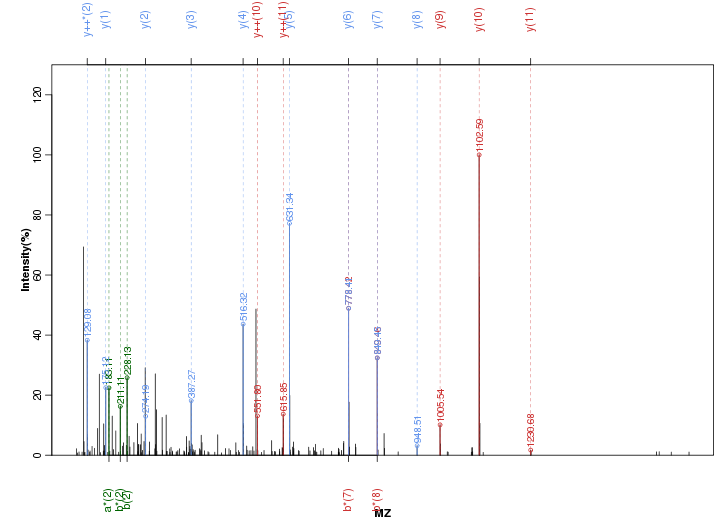 y++*(2)
y(1)
y(2)
y(3)
y(4)
y++(10)
y++(11)
y(5)
y(6)
y(7)
y(8)
y(9)
y(10)
y(11)
Intensity(%)
0
20
40
60
80
100
120
129.08
175.12
183.11
211.11
228.13
274.19
387.27
516.32
551.80
615.85
631.34
778.42
849.46
948.51
1005.54
1102.59
1230.68
a*(2)
b*(2)
b(2)
b*(7)
b*(8)
MZ